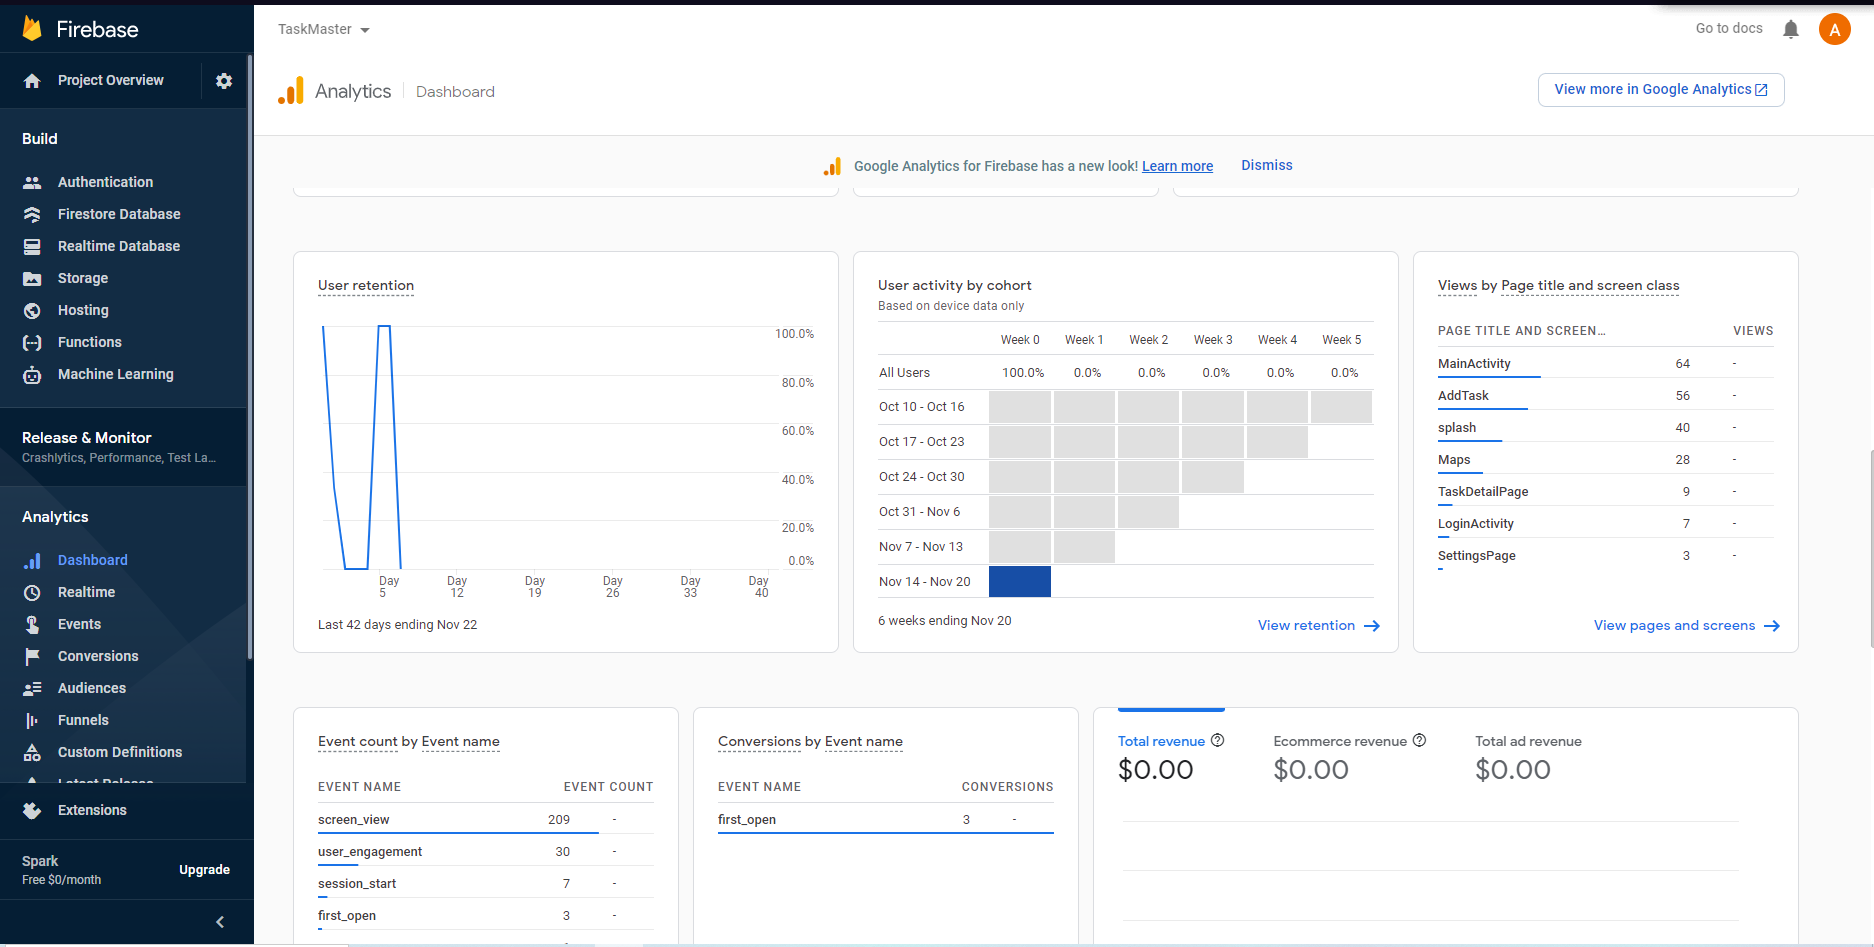 Firebase
Project Overview
Build
Authentication
Firestore Database
Realtime Database
Storage
Hosting
Functions
Machine Learning
Release & Monitor
Crashlytics, Performance, Test La...
Analytics
Dashboard
Realtime
Events
Conversions
Audiences
Funnels
Custom Definitions
Latest Release
Extensions
Spark
Free $0/month
Upgrade
TaskMaster
Go to docs
A
Analytics
Dashboard
View more in Google Analytics
Google Analytics for Firebase has a new look! Learn more
Dismiss
User retention
100.0%
80.0%
60.0%
40.0%
20.0%
0.0%
Day 5
Day 12
Day 19
Day 26
Day 33
Day 40
Last 42 days ending Nov 22
User activity by cohort
Based on device data only
Week 0 Week 1 Week 2 Week 3 Week 4 Week 5
All Users 100.0% 0.0% 0.0% 0.0% 0.0% 0.0%
Oct 10 - Oct 16
Oct 17 - Oct 23
Oct 24 - Oct 30
Oct 31 - Nov 6
Nov 7 - Nov 13
Nov 14 - Nov 20
6 weeks ending Nov 20
View retention
Views by Page title and screen class
PAGE TITLE AND SCREEN... VIEWS
MainActivity 64 -
AddTask 56 -
splash 40 -
Maps 28 -
TaskDetailPage 9 -
LoginActivity 7 -
SettingsPage 3 -
View pages and screens
Event count by Event name
EVENT NAME EVENT COUNT
screen_view 209 -
user_engagement 30 -
session_start 7 -
first_open 3 -
Conversions by Event name
EVENT NAME CONVERSIONS
first_open 3 -
Total revenue
$0.00
Ecommerce revenue
$0.00
Total ad revenue
$0.00